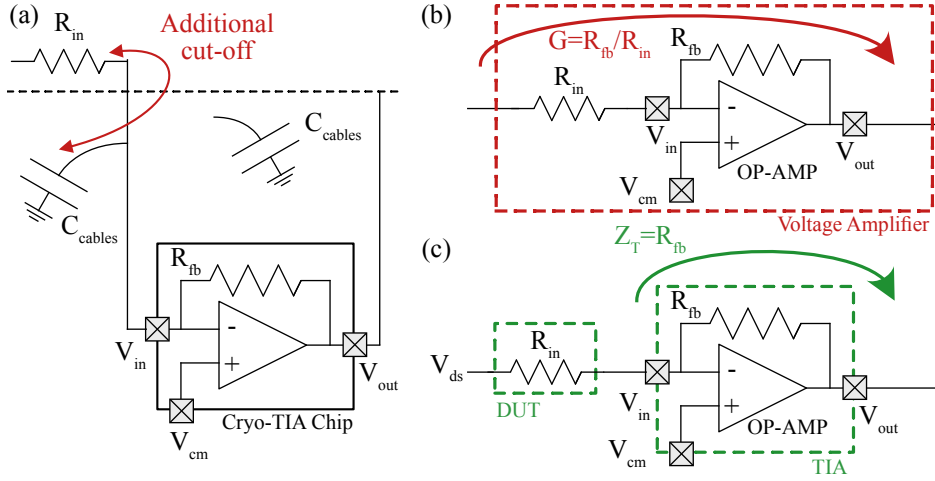 (a)
R_in
Additional
cut-off
C_cables
C_cables
R_fb
-
+
V_in
V_out
V_cm
Cryo-TIA Chip
(b)
G=R_fb/R_in
R_fb
R_in
-
+
V_in
V_cm
OP-AMP
V_out
Voltage Amplifier
(c)
Z_T=R_fb
R_fb
V_ds
R_in
DUT
-
+
V_in
V_cm
OP-AMP
V_out
TIA